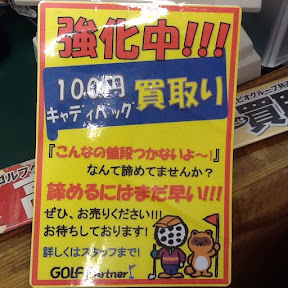 強化中!!!
100円
キャディバッグ
買取り
『こんなの値段つかないよ〜!』
なんて諦めてませんか?
諦めるにはまだ早い!!!
ぜひ、お売りください!!!
お待ちしております!
詳しくはスタッフまで!
GOLF Partner